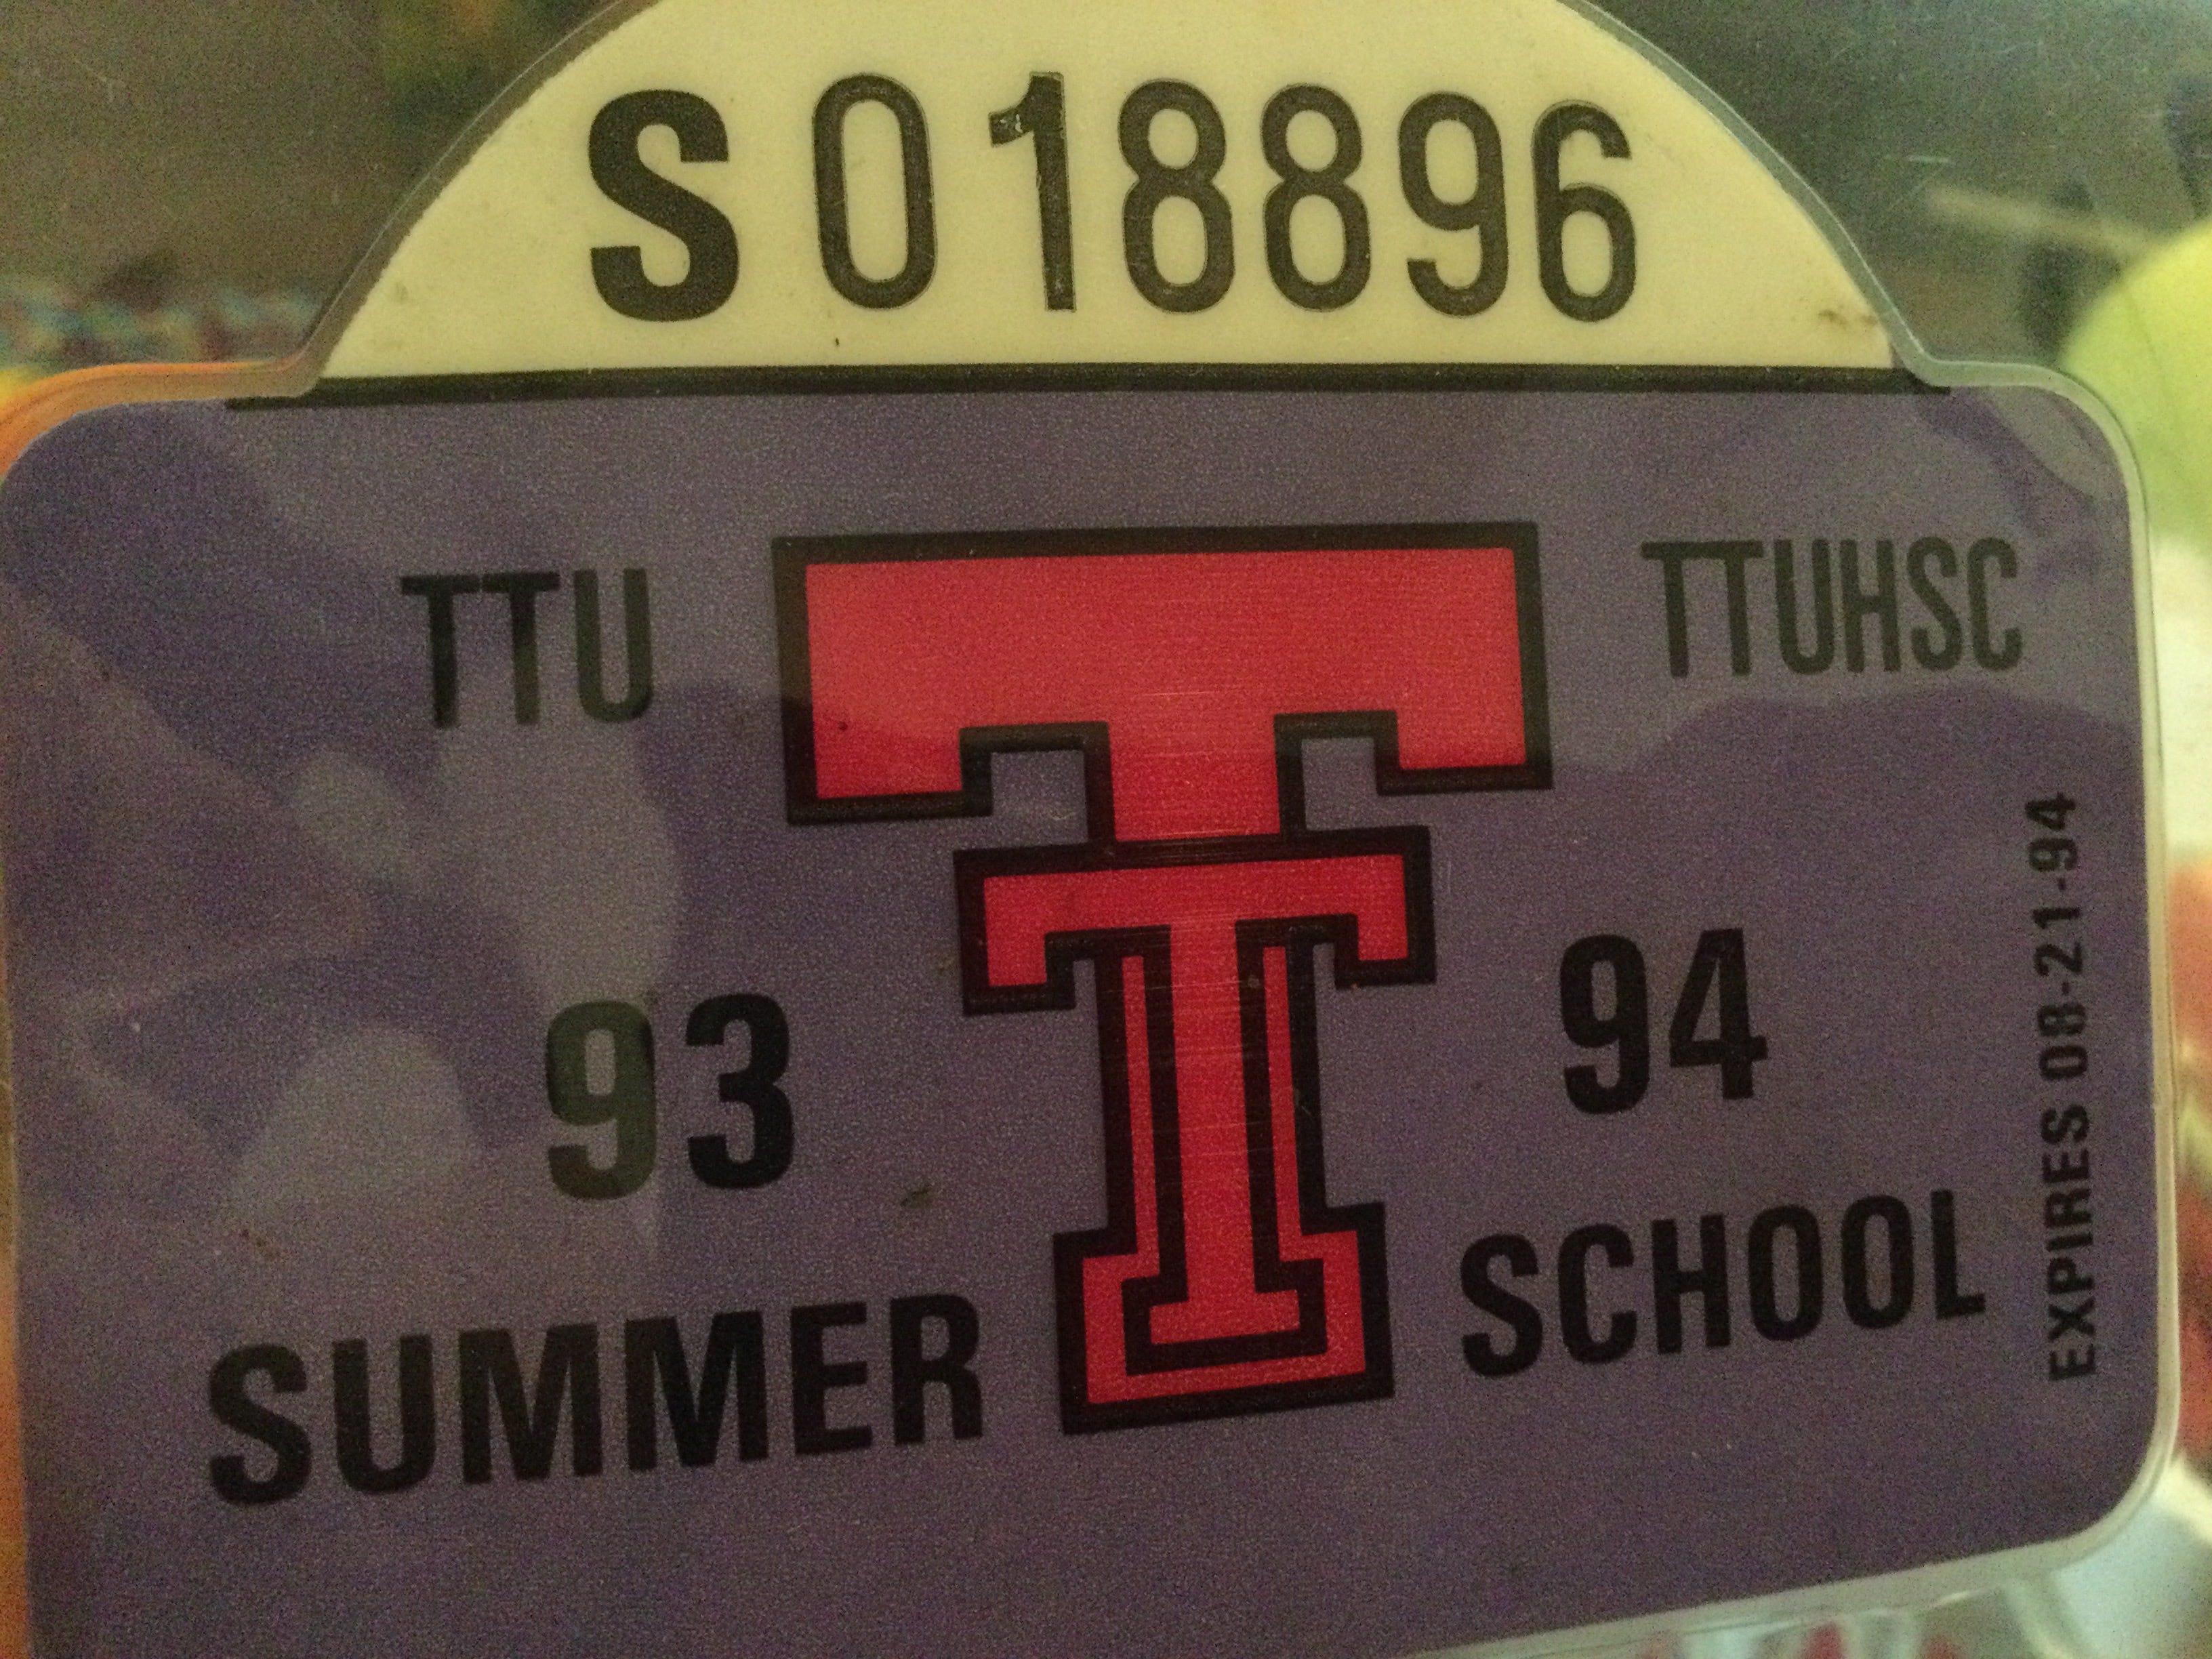 S 018896
TTU
TTUHSC
93
94
SUMMER
SCHOOL
EXPIRES 08-21-94